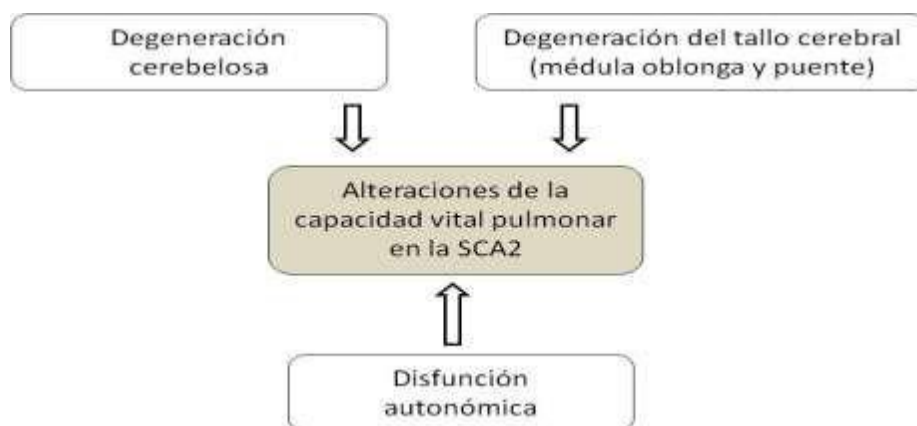 Degeneración
cerebelosa
Degeneración del tallo cerebral
(médula oblonga y puente)
Alteraciones de la
capacidad vital pulmonar
en la SCA2
Disfunción
autonómica